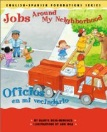 ENGLISH-SPANISH FOUNDATIONS SERIES
Jobs Around My Neighborhood
Oficios
en mi vecindario